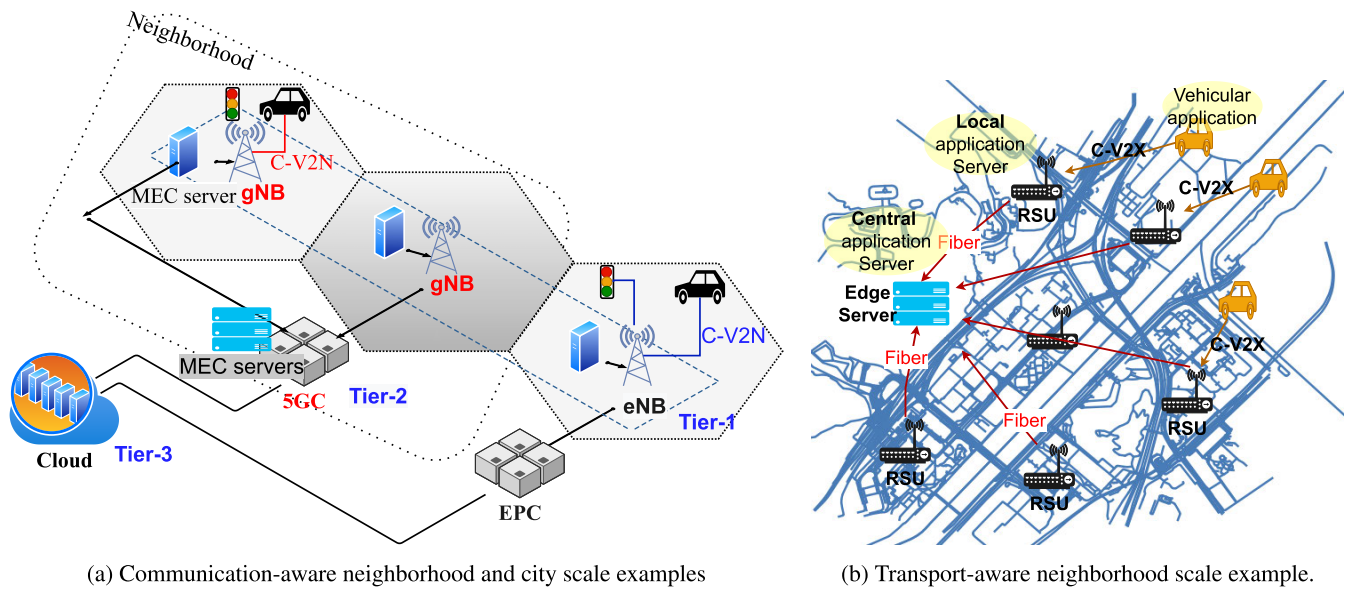 Neighborhood
C-V2N
MEC server
gNB
gNB
C-V2N
MEC servers
5GC
Tier-2
eNB
Tier-1
Cloud
Tier-3
EPC
(a) Communication-aware neighborhood and city scale examples
Vehicular
application
Local
application
Server
C-V2X
C-V2X
RSU
Central
application
Server
Fiber
Edge
Server
Fiber
C-V2X
Fiber
RSU
RSU
RSU
(b) Transport-aware neighborhood scale example.